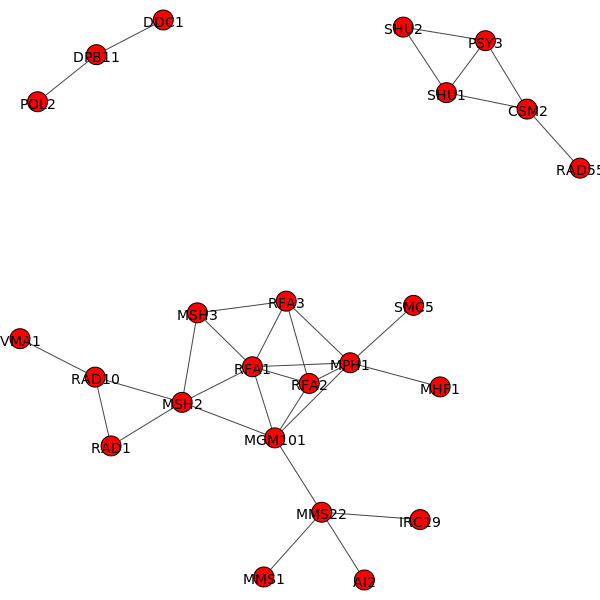 DDC1
SHU2
PSY3
DPB11
SHU1
POL2
CSM2
RAD55
RFA3
SMC5
MSH3
VMA1
MPH1
RFA1
RAD10
RFA2
MHF1
MSH2
MGM101
RAD1
MMS22
IRC19
MMS1
AI2